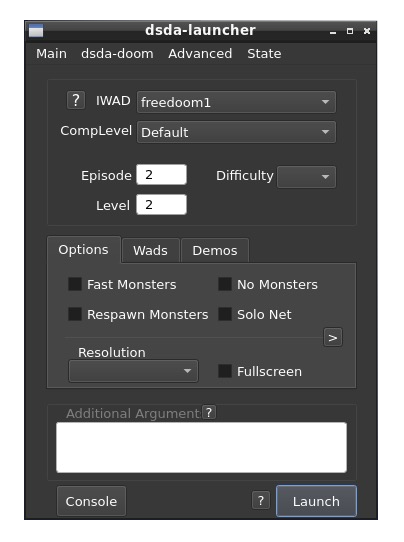 dsda-launcher
Main dsda-doom Advanced State
? IWAD freedoom1
CompLevel Default
Episode 2 Difficulty
Level 2
Options Wads Demos
Fast Monsters No Monsters
Respawn Monsters Solo Net
>
Resolution
Fullscreen
Additional Argument ?
Console ? Launch